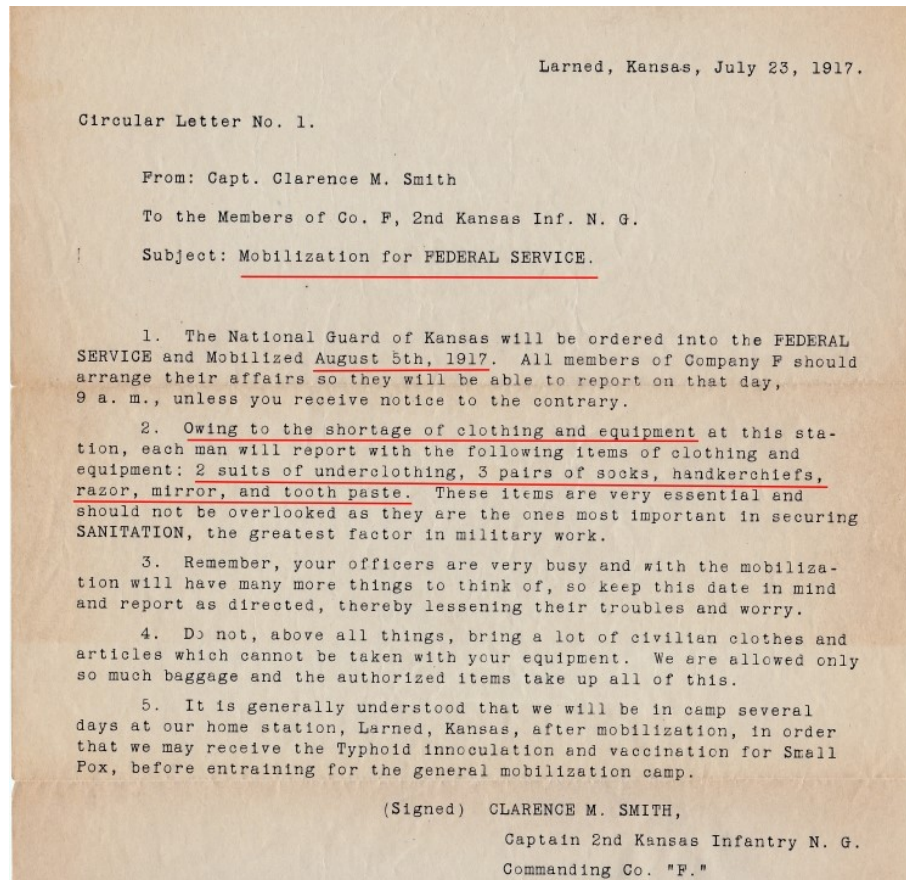 Larned, Kansas, July 23, 1917.
Circular Letter No. 1.
From: Capt. Clarence M. Smith
To the Members of Co. F, 2nd Kansas Inf. N. G.
Subject: Mobilization for FEDERAL SERVICE.
1. The National Guard of Kansas will be ordered into the FEDERAL
SERVICE and Mobilized August 5th, 1917. All members of Company F should
arrange their affairs so they will be able to report on that day,
9 a. m., unless you receive notice to the contrary.
2. Owing to the shortage of clothing and equipment at this sta-
tion, each man will report with the following items of clothing and
equipment: 2 suits of underclothing, 3 pairs of socks, handkerchiefs,
razor, mirror, and tooth paste. These items are very essential and
should not be overlooked as they are the ones most important in securing
SANITATION, the greatest factor in military work.
3. Remember, your officers are very busy and with the mobiliza-
tion will have many more things to think of, so keep this date in mind
and report as directed, thereby lessening their troubles and worry.
4. Do not, above all things, bring a lot of civilian clothes and
articles which cannot be taken with your equipment. We are allowed only
so much baggage and the authorized items take up all of this.
5. It is generally understood that we will be in camp several
days at our home station, Larned, Kansas, after mobilization, in order
that we may receive the Typhoid innoculation and vaccination for Small
Pox, before entraining for the general mobilization camp.
(Signed) CLARENCE M. SMITH,
Captain 2nd Kansas Infantry N. G.
Commanding Co. "F."